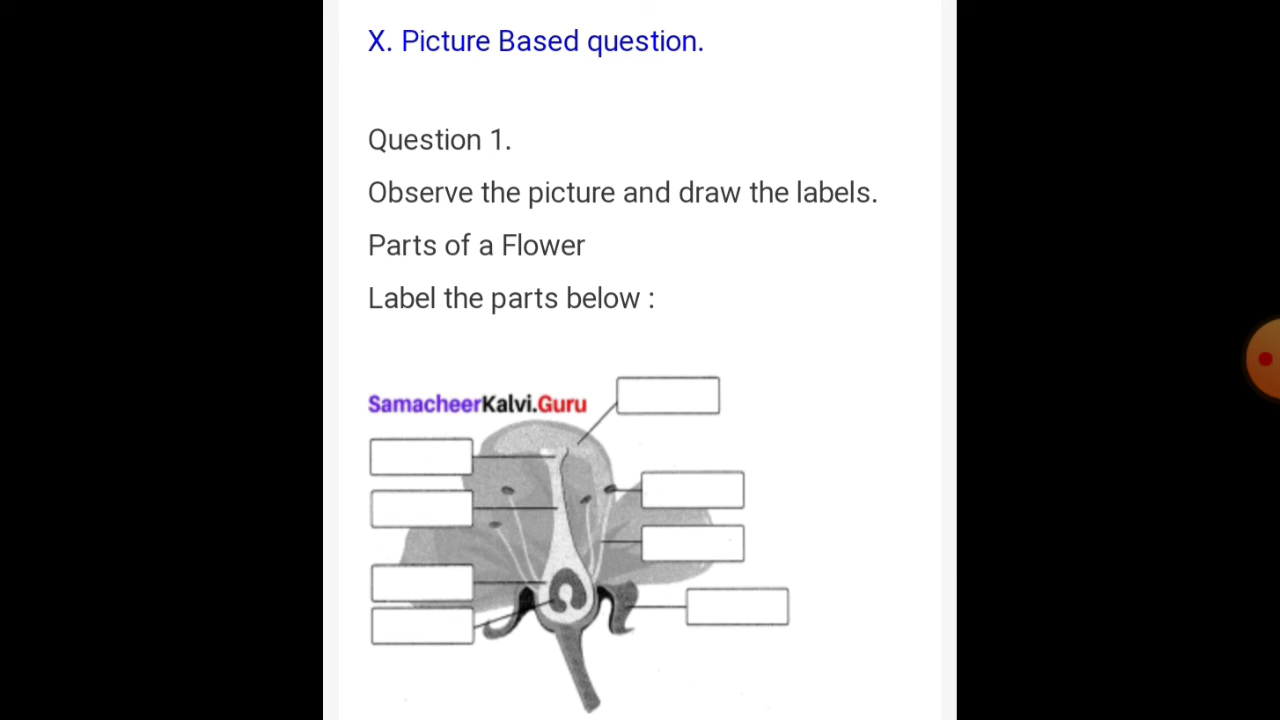 X. Picture Based question.
Question 1.
Observe the picture and draw the labels.
Parts of a Flower
Label the parts below :
SamacheerKalvi.Guru